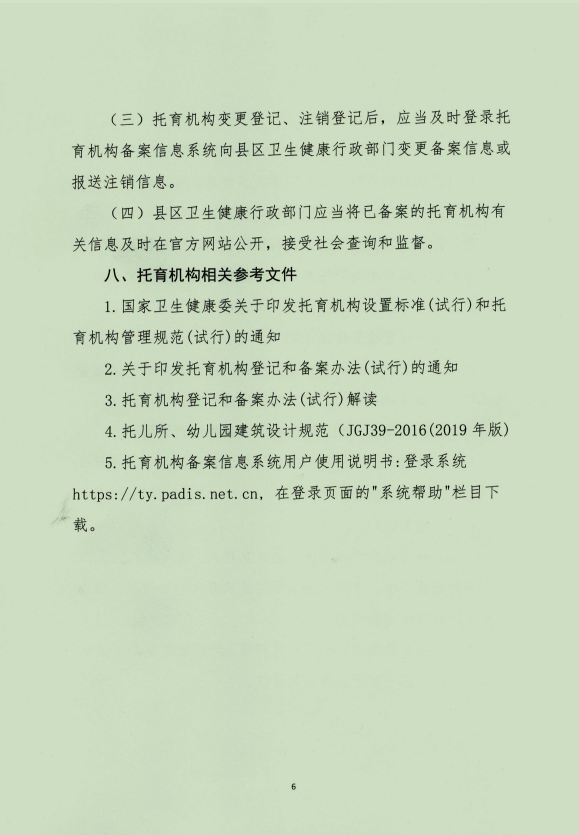 （三）托育机构变更登记、注销登记后，应当及时登录托
育机构备案信息系统向县区卫生健康行政部门变更备案信息或
报送注销信息。
（四）县区卫生健康行政部门应当将已备案的托育机构有
关信息及时在官方网站公开，接受社会查询和监督。
八、托育机构相关参考文件
1.国家卫生健康委关于印发托育机构设置标准(试行)和托
育机构管理规范(试行)的通知
2.关于印发托育机构登记和备案办法(试行)的通知
3.托育机构登记和备案办法(试行)解读
4.托儿所、幼儿园建筑设计规范（JGJ39-2016(2019年版)
5.托育机构备案信息系统用户使用说明书:登录系统
https://ty.padis.net.cn，在登录页面的"系统帮助"栏目下
载。
6